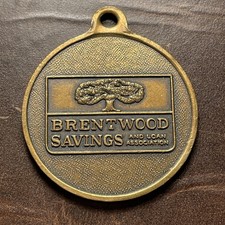 BRENTWOOD
SAVINGS AND LOAN
ASSOCIATION